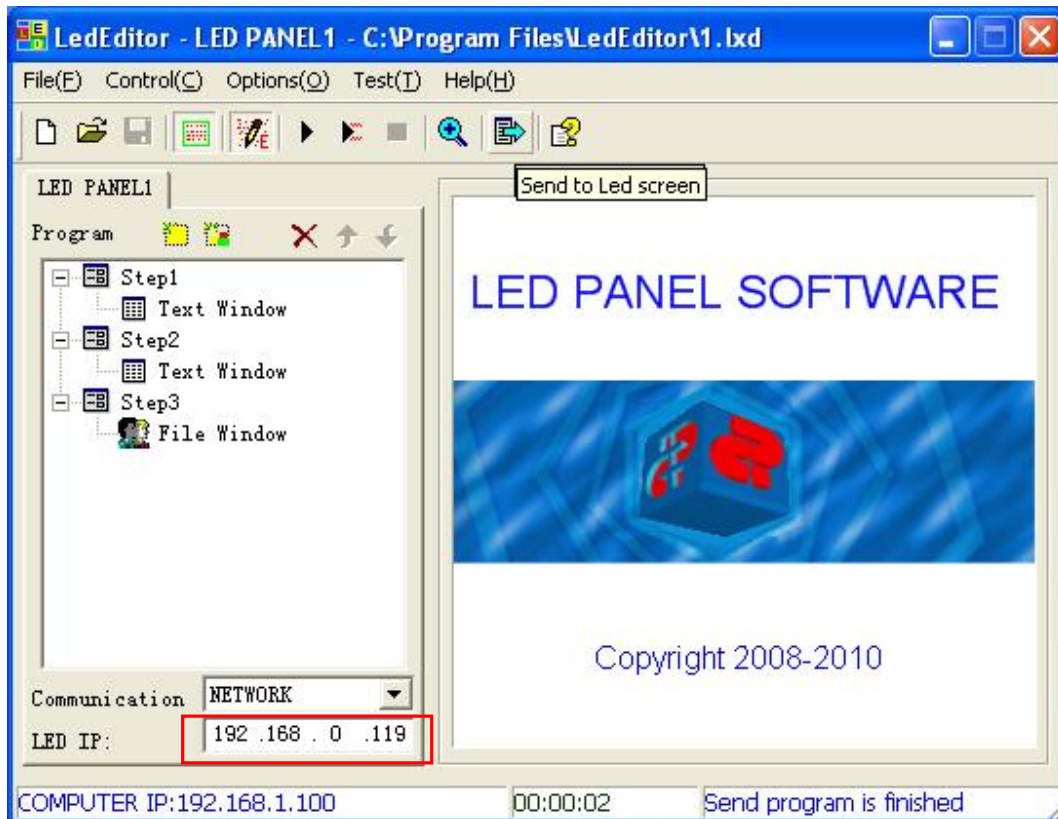 LedEditor - LED PANEL1 - C:\Program Files\LedEditor\1.lxd
File(F) Control(C) Options(O) Test(T) Help(H)
Send to Led screen
LED PANEL1
Program
Step1
Text Window
Step2
Text Window
Step3
File Window
Communication NETWORK
LED IP: 192 .168 . 0 .119
LED PANEL SOFTWARE
Copyright 2008-2010
COMPUTER IP:192.168.1.100 00:00:02 Send program is finished